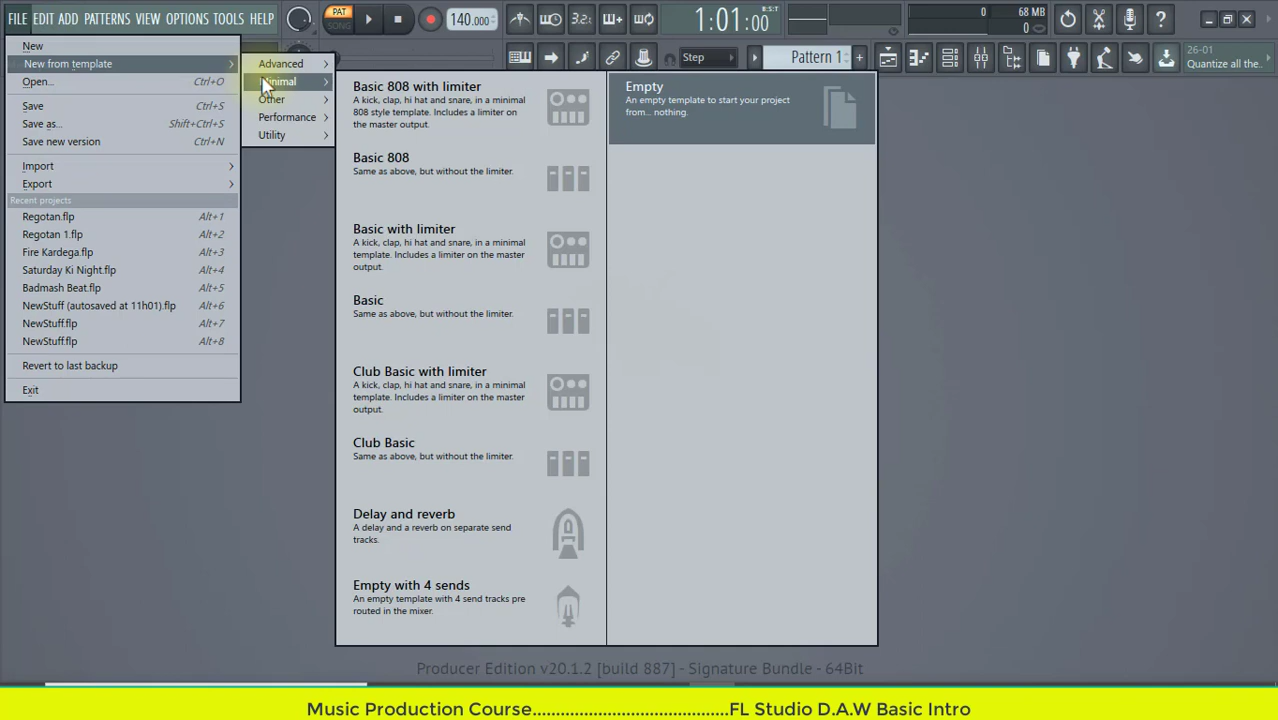 FILE EDIT ADD PATTERNS VIEW OPTIONS TOOLS HELP
PAT
SONG
140.000
3.2
1:01:00
B:S:T
0
68 MB
0
Step
Pattern 1
26-01
Quantize all the..
New
New from template
Open... Ctrl+O
Save Ctrl+S
Save as... Shift+Ctrl+S
Save new version Ctrl+N
Import
Export
Recent projects
Regotan.flp Alt+1
Regotan 1.flp Alt+2
Fire Kardega.flp Alt+3
Saturday Ki Night.flp Alt+4
Badmash Beat.flp Alt+5
NewStuff (autosaved at 11h01).flp Alt+6
NewStuff.flp Alt+7
NewStuff.flp Alt+8
Revert to last backup
Exit
Advanced
Minimal
Other
Performance
Utility
Basic 808 with limiter
A kick, clap, hi hat and snare, in a minimal
808 style template. Includes a limiter on
the master output.
Basic 808
Same as above, but without the limiter.
Basic with limiter
A kick, clap, hi hat and snare, in a minimal
template. Includes a limiter on the master
output.
Basic
Same as above, but without the limiter.
Club Basic with limiter
A kick, clap, hi hat and snare, in a minimal
template. Includes a limiter on the master
output.
Club Basic
Same as above, but without the limiter.
Delay and reverb
A delay and a reverb on separate send
tracks.
Empty with 4 sends
An empty template with 4 send tracks pre
routed in the mixer.
Empty
An empty template to start your project
from... nothing.
Producer Edition v20.1.2 [build 887] - Signature Bundle - 64Bit
Music Production Course.........................................FL Studio D.A.W Basic Intro